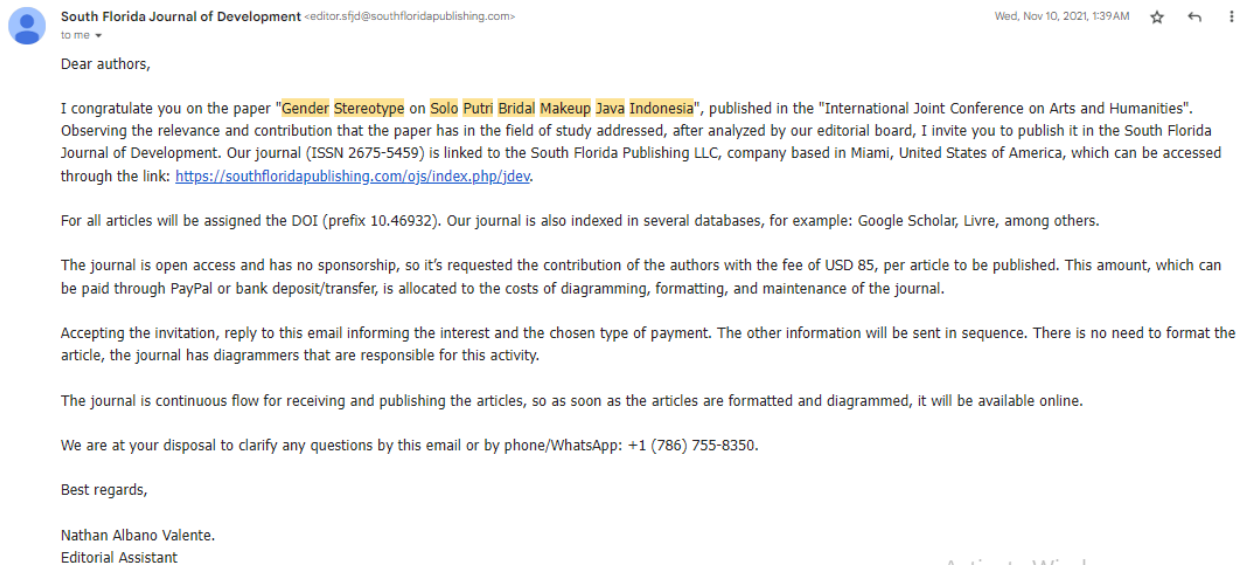 South Florida Journal of Development <editor.sfjd@southfloridapublishing.com>
Wed, Nov 10, 2021, 1:39 AM
to me
Dear authors,
I congratulate you on the paper "Gender Stereotype on Solo Putri Bridal Makeup Java Indonesia", published in the "International Joint Conference on Arts and Humanities".
Observing the relevance and contribution that the paper has in the field of study addressed, after analyzed by our editorial board, I invite you to publish it in the South Florida
Journal of Development. Our journal (ISSN 2675-5459) is linked to the South Florida Publishing LLC, company based in Miami, United States of America, which can be accessed
through the link: https://southfloridapublishing.com/ojs/index.php/jdev.
For all articles will be assigned the DOI (prefix 10.46932). Our journal is also indexed in several databases, for example: Google Scholar, Livre, among others.
The journal is open access and has no sponsorship, so it's requested the contribution of the authors with the fee of USD 85, per article to be published. This amount, which can
be paid through PayPal or bank deposit/transfer, is allocated to the costs of diagramming, formatting, and maintenance of the journal.
Accepting the invitation, reply to this email informing the interest and the chosen type of payment. The other information will be sent in sequence. There is no need to format the
article, the journal has diagrammers that are responsible for this activity.
The journal is continuous flow for receiving and publishing the articles, so as soon as the articles are formatted and diagrammed, it will be available online.
We are at your disposal to clarify any questions by this email or by phone/WhatsApp: +1 (786) 755-8350.
Best regards,
Nathan Albano Valente.
Editorial Assistant